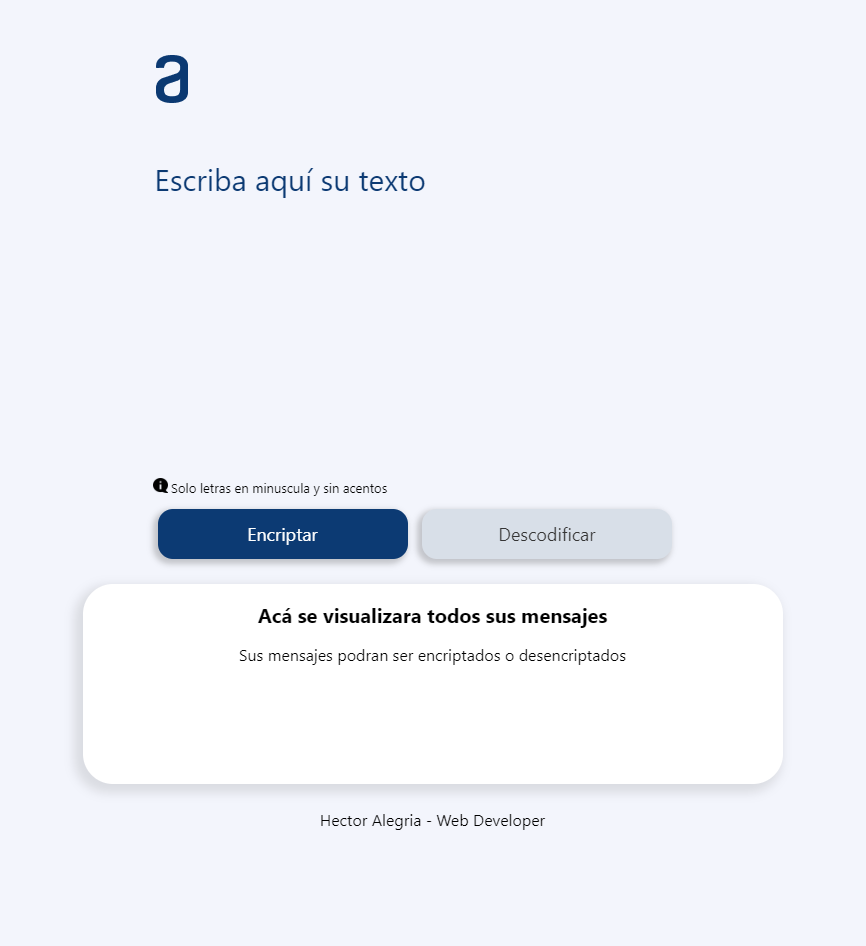 a
Escriba aquí su texto
Solo letras en minuscula y sin acentos
Encriptar
Descodificar
Acá se visualizara todos sus mensajes
Sus mensajes podran ser encriptados o desencriptados
Hector Alegria - Web Developer